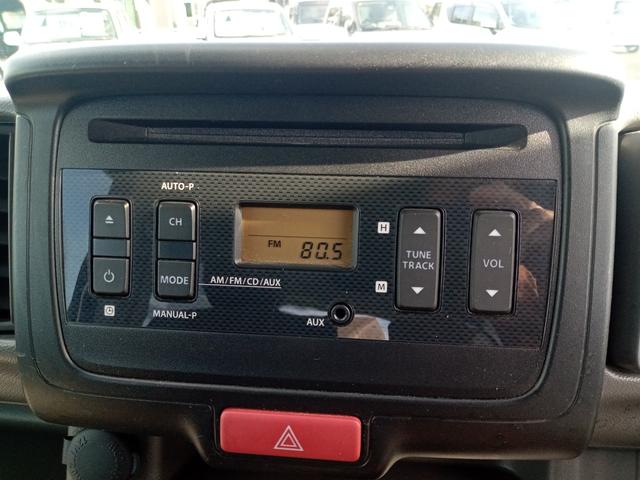 AUTO-P
CH
MODE
AM/FM/CD/AUX
MANUAL-P
FM
80.5
AUX
H
M
TUNE
TRACK
VOL